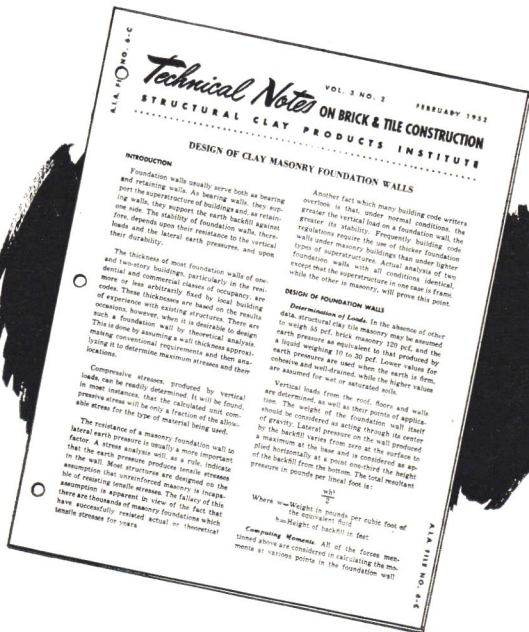 A.I.A. FI NO. 6-C
Technical Notes
VOL. 3 NO. 2
FEBRUARY 1952
ON BRICK & TILE CONSTRUCTION
STRUCTURAL CLAY PRODUCTS INSTITUTE
DESIGN OF CLAY MASONRY FOUNDATION WALLS
INTRODUCTION
Foundation walls usually serve both as bearing
and retaining walls. As bearing walls, they sup-
port the superstructure of buildings and, as retain-
ing walls, they support the earth backfill against
one side. The stability of foundation walls, there-
fore, depends upon their resistance to the vertical
loads and the lateral earth pressures, and upon
their durability.
The thickness of most foundation walls of one-
and two-story buildings, particularly in the resi-
dential and commercial classes of occupancy, are
more or less arbitrarily fixed by local building
codes. These thicknesses are based on the results
of experience with existing structures. There are
occasions, however, when it is desirable to design
such a foundation wall by theoretical analysis.
This is done by assuming a wall thickness approxi-
mating conventional requirements and then ana-
lyzing it to determine maximum stresses and their
locations.
Compressive stresses, produced by vertical
loads, can be readily determined. It will be found,
in most instances, that the calculated unit com-
pressive stress will be only a fraction of the allow-
able stress for the type of material being used.
The resistance of a masonry foundation wall to
lateral earth pressure is usually a more important
factor. A stress analysis will, as a rule, indicate
that the earth pressure produces tensile stresses
in the wall. Most structures are designed on the
assumption that unreinforced masonry is incapa-
ble of resisting tensile stresses. The fallacy of this
assumption is apparent in view of the fact that
there are thousands of masonry foundations which
have successfully resisted actual or theoretical
tensile stresses for years.
Another fact which many building code writers
overlook is that, under normal conditions, the
greater the vertical load on a foundation wall, the
greater its stability. Frequently building code
regulations require the use of thicker foundation
walls under masonry buildings than under lighter
types of superstructures. Actual analysis of two
foundation walls with all conditions identical,
except that the superstructure in one case is frame
while the other is masonry, will prove this point.
DESIGN OF FOUNDATION WALLS
Determination of Loads. In the absence of other
data, structural clay tile masonry may be assumed
to weigh 55 pcf, brick masonry 120 pcf, and the
earth pressure as equivalent to that produced by
a liquid weighing 10 to 30 pcf. Lower values for
earth pressures are used when the earth is firm,
cohesive and well-drained, while the higher values
are assumed for wet or saturated soils.
Vertical loads from the roof, floors and walls
are determined, as well as their points of applica-
tion. The weight of the foundation wall itself
should be considered as acting through its center
of gravity. Lateral pressure on the wall produced
by the backfill varies from zero at the surface to
a maximum at the base and is considered as ap-
plied horizontally at a point one-third the height
of the backfill from the bottom. The total resultant
pressure in pounds per lineal foot is:
wh²
2
Where w=Weight in pounds per cubic foot of
the equivalent fluid
h=Height of backfill in feet
Computing Moments. All of the forces men-
tioned above are considered in calculating the mo-
ments at various points in the foundation wall
A.I.A. FILE NO. 6-C